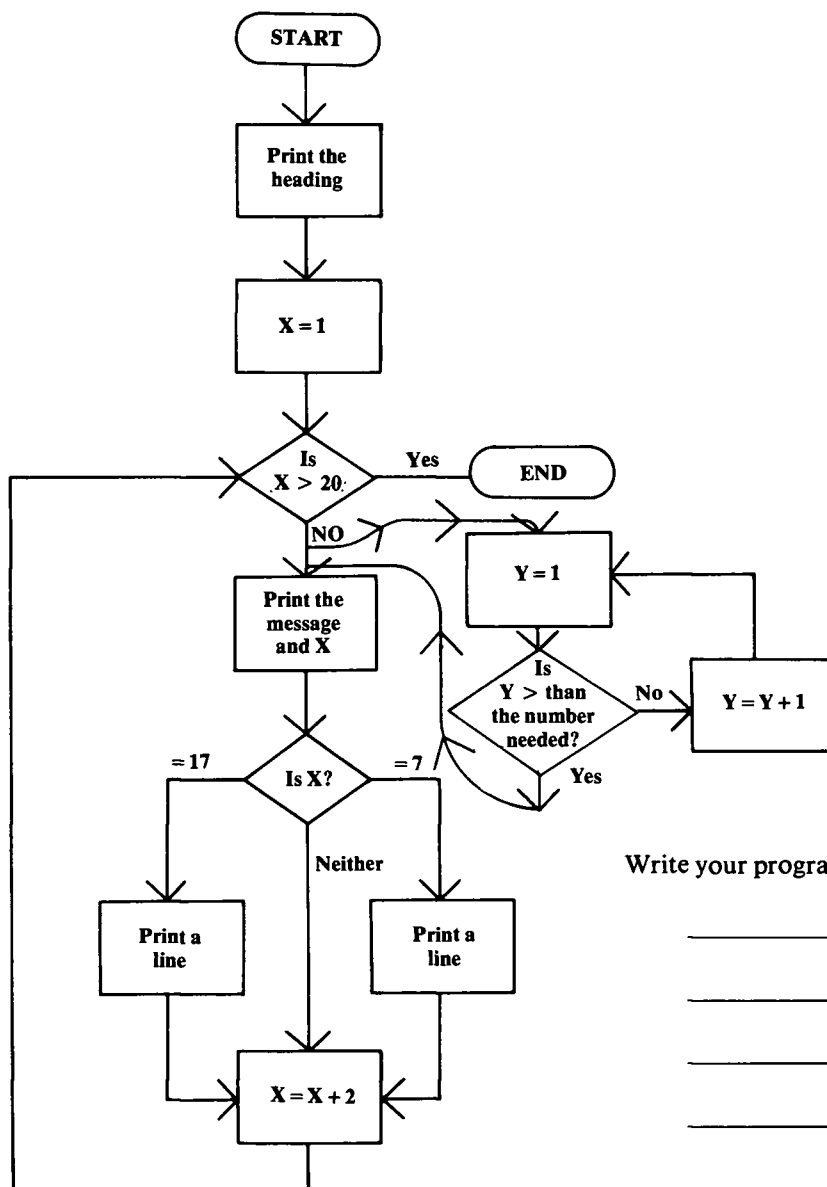 START
Print the
heading
X = 1
Is
X > 20
Yes
END
NO
Print the
message
and X
Y = 1
Is
Y > than
the number
needed?
No
Y = Y + 1
Yes
= 17
Is X?
= 7
Neither
Write your progra
Print a
line
Print a
line
X = X + 2